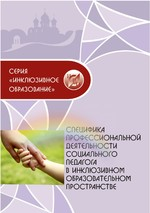 СЕРИЯ
«ИНКЛЮЗИВНОЕ
ОБРАЗОВАНИЕ»
СПЕЦИФИКА
ПРОФЕССИОНАЛЬНОЙ
ДЕЯТЕЛЬНОСТИ
СОЦИАЛЬНОГО
ПЕДАГОГА
В ИНКЛЮЗИВНОМ
ОБРАЗОВАТЕЛЬНОМ
ПРОСТРАНСТВЕ